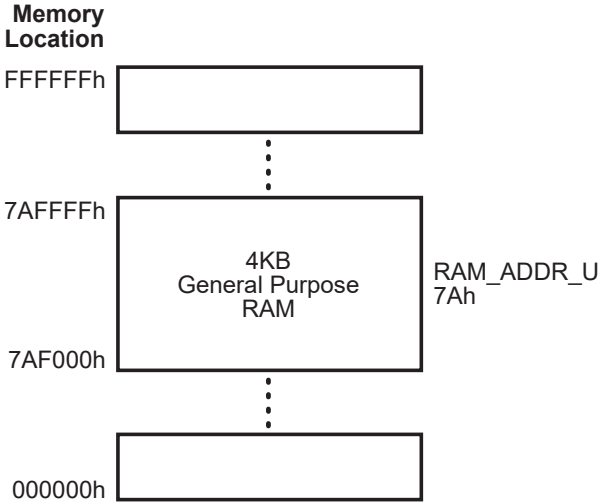 Memory
Location
FFFFFFh
7AFFFFh
4KB
General Purpose
RAM
RAM_ADDR_U
7Ah
7AF000h
000000h